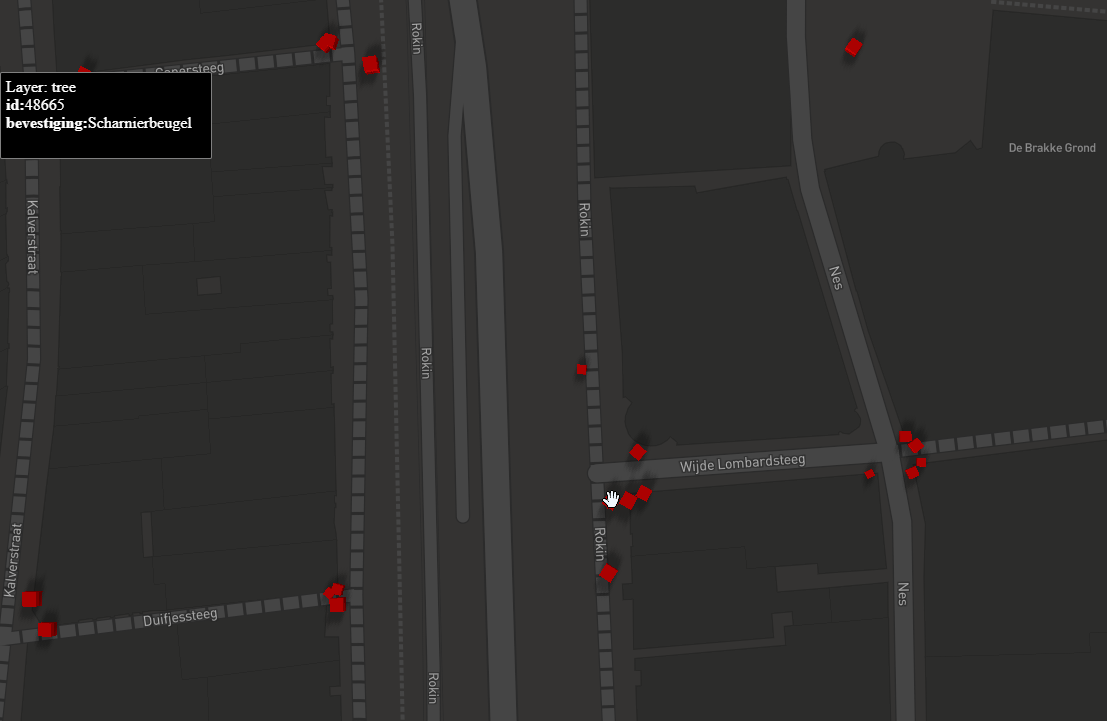 Rokin
Gapersteeg
Layer: tree
id:48665
bevestiging:Scharnierbeugel
De Brakke Grond
Kalverstraat
Rokin
Nes
Rokin
Wijde Lombardsteeg
Kalverstraat
Rokin
Nes
Duifjessteeg
Rokin